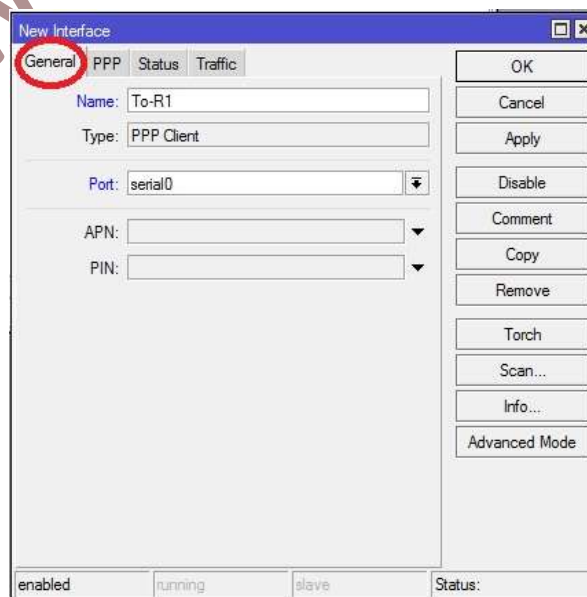 New Interface
General PPP Status Traffic
Name: To-R1
Type: PPP Client
Port: serial0
APN:
PIN:
OK
Cancel
Apply
Disable
Comment
Copy
Remove
Torch
Scan...
Info...
Advanced Mode
enabled running slave Status: